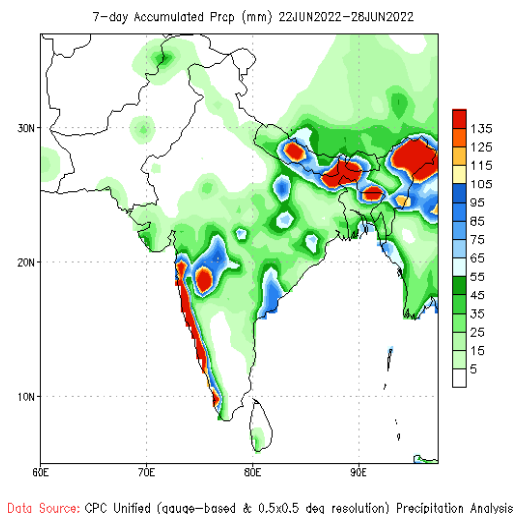 7-day Accumulated Prcp (mm) 22JUN2022-28JUN2022
135
125
115
105
95
85
75
65
55
45
35
25
15
5
30N
20N
10N
60E 70E 80E 90E
Data Source: CPC Unified (gauge-based & 0.5x0.5 deg resolution) Precipitation Analysis